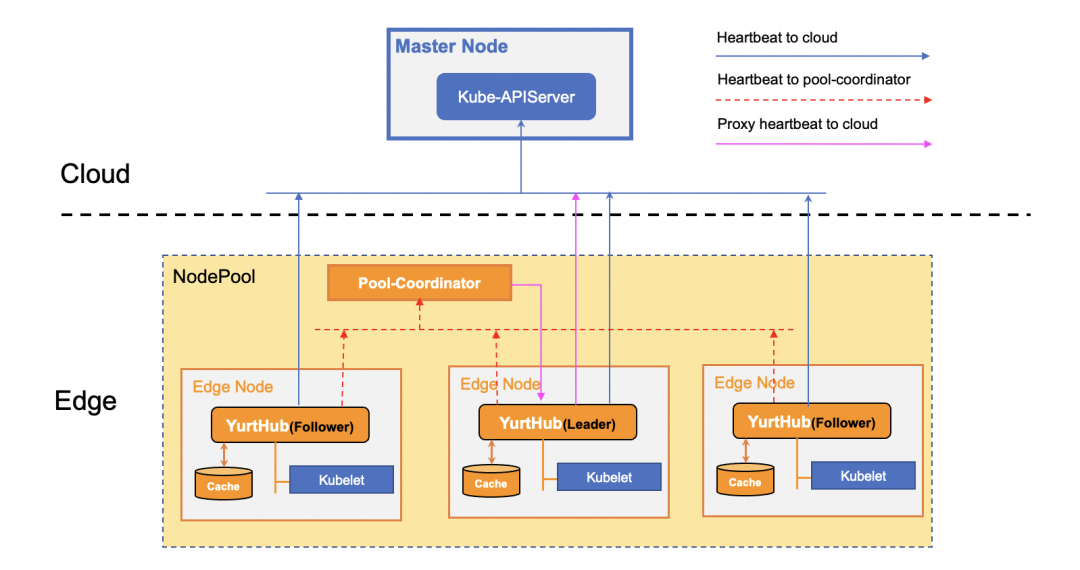 Master Node
Kube-APIServer
Heartbeat to cloud
Heartbeat to pool-coordinator
Proxy heartbeat to cloud
Cloud
Edge
NodePool
Pool-Coordinator
Edge Node
YurtHub(Follower)
Cache
Kubelet
Edge Node
YurtHub(Leader)
Cache
Kubelet
Edge Node
YurtHub(Follower)
Cache
Kubelet